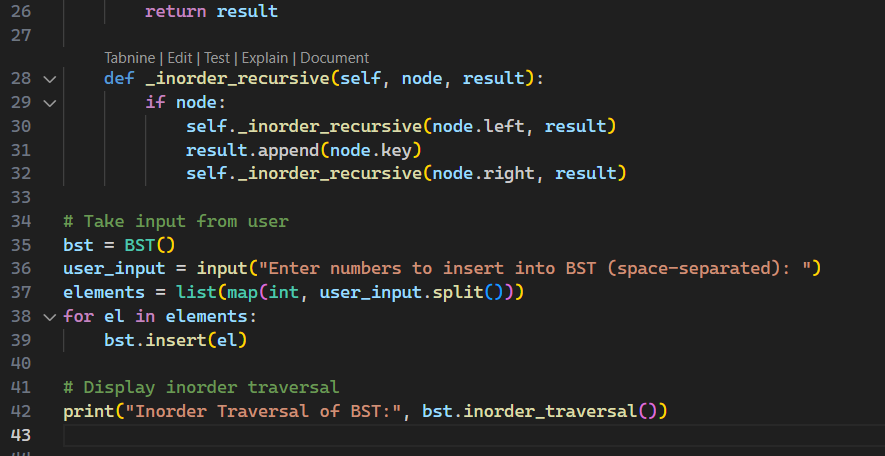 26 return result
27
Tabnine | Edit | Test | Explain | Document
28 def _inorder_recursive(self, node, result):
29 if node:
30 self._inorder_recursive(node.left, result)
31 result.append(node.key)
32 self._inorder_recursive(node.right, result)
33
34 # Take input from user
35 bst = BST()
36 user_input = input("Enter numbers to insert into BST (space-separated): ")
37 elements = list(map(int, user_input.split()))
38 for el in elements:
39 bst.insert(el)
40
41 # Display inorder traversal
42 print("Inorder Traversal of BST:", bst.inorder_traversal())
43